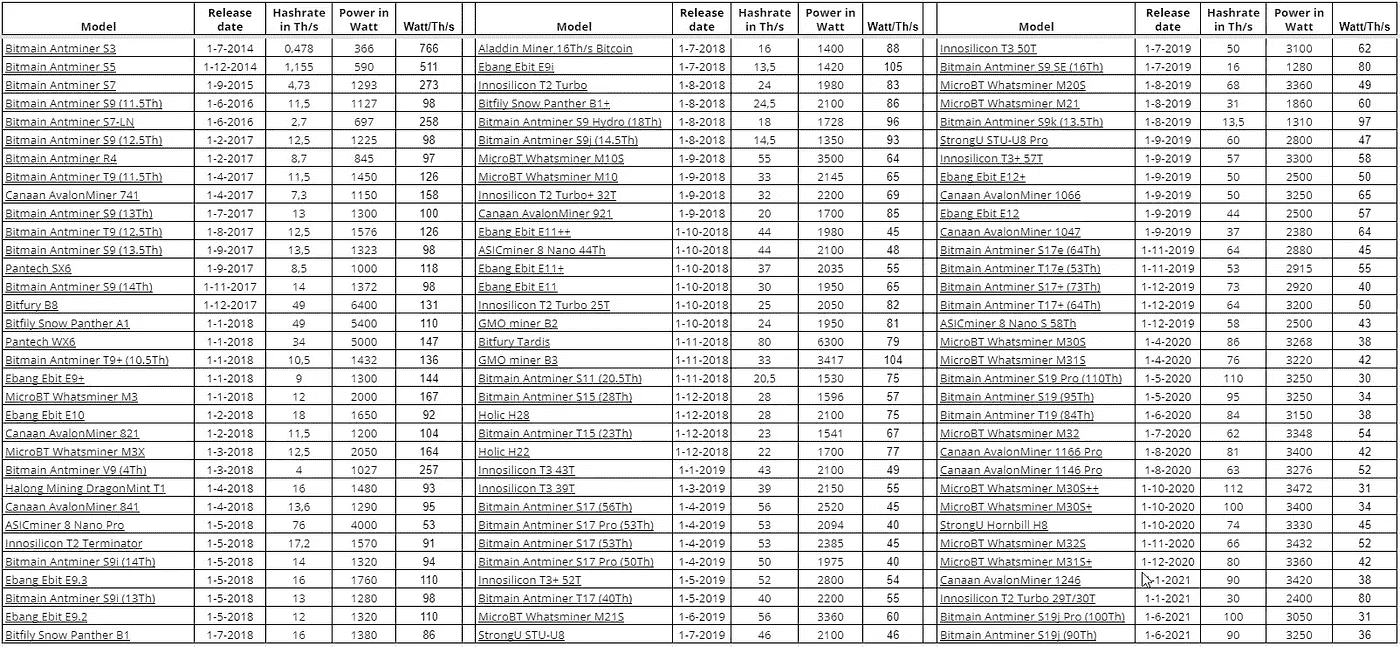 Model Release date Hashrate in Th/s Power in Watt Watt/Th/s Model Release date Hashrate in Th/s Power in Watt Watt/Th/s Model Release date Hashrate in Th/s Power in Watt Watt/Th/s
Bitmain Antminer S3 1-7-2014 0,478 366 766 Aladdin Miner 16Th/s Bitcoin 1-7-2018 16 1400 88 Innosilicon T3 50T 1-7-2019 50 3100 62
Bitmain Antminer S5 1-12-2014 1,155 590 511 Ebang Ebit E9i 1-7-2018 13,5 1420 105 Bitmain Antminer S9 SE (16Th) 1-7-2019 16 1280 80
Bitmain Antminer S7 1-9-2015 4,73 1293 273 Innosilicon T2 Turbo 1-8-2018 24 1980 83 MicroBT Whatsminer M20S 1-8-2019 68 3360 49
Bitmain Antminer S9 (11.5Th) 1-6-2016 11,5 1127 98 Bitfily Snow Panther B1+ 1-8-2018 24,5 2100 86 MicroBT Whatsminer M21 1-8-2019 31 1860 60
Bitmain Antminer S7-LN 1-6-2016 2,7 697 258 Bitmain Antminer S9 Hydro (18Th) 1-8-2018 18 1728 96 Bitmain Antminer S9k (13.5Th) 1-8-2019 13,5 1310 97
Bitmain Antminer S9 (12.5Th) 1-2-2017 12,5 1225 98 Bitmain Antminer S9j (14.5Th) 1-8-2018 14,5 1350 93 StrongU STU-U8 Pro 1-9-2019 60 2800 47
Bitmain Antminer R4 1-2-2017 8,7 845 97 MicroBT Whatsminer M10S 1-9-2018 55 3500 64 Innosilicon T3+ 57T 1-9-2019 57 3300 58
Bitmain Antminer T9 (11.5Th) 1-4-2017 11,5 1450 126 MicroBT Whatsminer M10 1-9-2018 33 2145 65 Ebang Ebit E12+ 1-9-2019 50 2500 50
Canaan AvalonMiner 741 1-4-2017 7,3 1150 158 Innosilicon T2 Turbo+ 32T 1-9-2018 32 2200 69 Canaan AvalonMiner 1066 1-9-2019 50 3250 65
Bitmain Antminer S9 (13Th) 1-7-2017 13 1300 100 Canaan AvalonMiner 921 1-9-2018 20 1700 85 Ebang Ebit E12 1-9-2019 44 2500 57
Bitmain Antminer T9 (12.5Th) 1-8-2017 12,5 1576 126 Ebang Ebit E11++ 1-10-2018 44 1980 45 Canaan AvalonMiner 1047 1-9-2019 37 2380 64
Bitmain Antminer S9 (13.5Th) 1-9-2017 13,5 1323 98 ASICminer 8 Nano 44Th 1-10-2018 44 2100 48 Bitmain Antminer S17e (64Th) 1-11-2019 64 2880 45
Pantech SX6 1-9-2017 8,5 1000 118 Ebang Ebit E11+ 1-10-2018 37 2035 55 Bitmain Antminer T17e (53Th) 1-11-2019 53 2915 55
Bitmain Antminer S9 (14Th) 1-11-2017 14 1372 98 Ebang Ebit E11 1-10-2018 30 1950 65 Bitmain Antminer S17+ (73Th) 1-12-2019 73 2920 40
Bitfury B8 1-12-2017 49 6400 131 Innosilicon T2 Turbo 25T 1-10-2018 25 2050 82 Bitmain Antminer T17+ (64Th) 1-12-2019 64 3200 50
Bitfily Snow Panther A1 1-1-2018 49 5400 110 GMO miner B2 1-10-2018 24 1950 81 ASICminer 8 Nano S 58Th 1-12-2019 58 2500 43
Pantech WX6 1-1-2018 34 5000 147 Bitfury Tardis 1-11-2018 80 6300 79 MicroBT Whatsminer M30S 1-4-2020 86 3268 38
Bitmain Antminer T9+ (10.5Th) 1-1-2018 10,5 1432 136 GMO miner B3 1-11-2018 33 3417 104 MicroBT Whatsminer M31S 1-4-2020 76 3220 42
Ebang Ebit E9+ 1-1-2018 9 1300 144 Bitmain Antminer S11 (20.5Th) 1-11-2018 20,5 1530 75 Bitmain Antminer S19 Pro (110Th) 1-5-2020 110 3250 30
MicroBT Whatsminer M3 1-1-2018 12 2000 167 Bitmain Antminer S15 (28Th) 1-12-2018 28 1596 57 Bitmain Antminer S19 (95Th) 1-5-2020 95 3250 34
Ebang Ebit E10 1-2-2018 18 1650 92 Holic H28 1-12-2018 28 2100 75 Bitmain Antminer T19 (84Th) 1-6-2020 84 3150 38
Canaan AvalonMiner 821 1-2-2018 11,5 1200 104 Bitmain Antminer T15 (23Th) 1-12-2018 23 1541 67 MicroBT Whatsminer M32 1-7-2020 62 3348 54
MicroBT Whatsminer M3X 1-3-2018 12,5 2050 164 Holic H22 1-12-2018 22 1700 77 Canaan AvalonMiner 1166 Pro 1-8-2020 81 3400 42
Bitmain Antminer V9 (4Th) 1-3-2018 4 1027 257 Innosilicon T3 43T 1-1-2019 43 2100 49 Canaan AvalonMiner 1146 Pro 1-8-2020 63 3276 52
Halong Mining DragonMint T1 1-4-2018 16 1480 93 Innosilicon T3 39T 1-3-2019 39 2150 55 MicroBT Whatsminer M30S++ 1-10-2020 112 3472 31
Canaan AvalonMiner 841 1-4-2018 13,6 1290 95 Bitmain Antminer S17 (56Th) 1-4-2019 56 2520 45 MicroBT Whatsminer M30S+ 1-10-2020 100 3400 34
ASICminer 8 Nano Pro 1-5-2018 76 4000 53 Bitmain Antminer S17 Pro (53Th) 1-4-2019 53 2094 40 StrongU Hornbill H8 1-10-2020 74 3330 45
Innosilicon T2 Terminator 1-5-2018 17,2 1570 91 Bitmain Antminer S17 (53Th) 1-4-2019 53 2385 45 MicroBT Whatsminer M32S 1-11-2020 66 3432 52
Bitmain Antminer S9i (14Th) 1-5-2018 14 1320 94 Bitmain Antminer S17 Pro (50Th) 1-4-2019 50 1975 40 MicroBT Whatsminer M31S+ 1-12-2020 80 3360 42
Ebang Ebit E9.3 1-5-2018 16 1760 110 Innosilicon T3+ 52T 1-5-2019 52 2800 54 Canaan AvalonMiner 1246 -1-2021 90 3420 38
Bitmain Antminer S9i (13Th) 1-5-2018 13 1280 98 Bitmain Antminer T17 (40Th) 1-5-2019 40 2200 55 Innosilicon T2 Turbo 29T/30T 1-1-2021 30 2400 80
Ebang Ebit E9.2 1-5-2018 12 1320 110 MicroBT Whatsminer M21S 1-6-2019 56 3360 60 Bitmain Antminer S19j Pro (100Th) 1-6-2021 100 3050 31
Bitfily Snow Panther B1 1-7-2018 16 1380 86 StrongU STU-U8 1-7-2019 46 2100 46 Bitmain Antminer S19j (90Th) 1-6-2021 90 3250 36